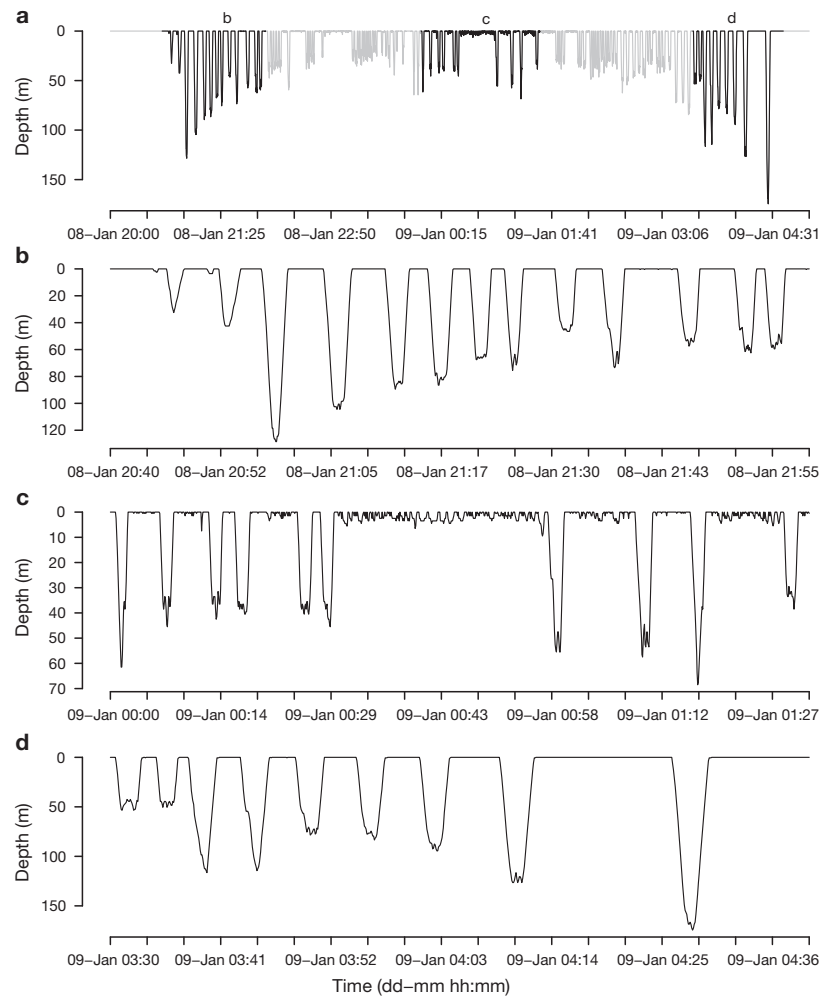 a
b c d
0
50
100
150
Depth (m)
08–Jan 20:00 08–Jan 21:25 08–Jan 22:50 09–Jan 00:15 09–Jan 01:41 09–Jan 03:06 09–Jan 04:31
b
0
20
40
60
80
100
120
Depth (m)
08–Jan 20:40 08–Jan 20:52 08–Jan 21:05 08–Jan 21:17 08–Jan 21:30 08–Jan 21:43 08–Jan 21:55
c
0
10
20
30
40
50
60
70
Depth (m)
09–Jan 00:00 09–Jan 00:14 09–Jan 00:29 09–Jan 00:43 09–Jan 00:58 09–Jan 01:12 09–Jan 01:27
d
0
50
100
150
Depth (m)
09–Jan 03:30 09–Jan 03:41 09–Jan 03:52 09–Jan 04:03 09–Jan 04:14 09–Jan 04:25 09–Jan 04:36
Time (dd–mm hh:mm)